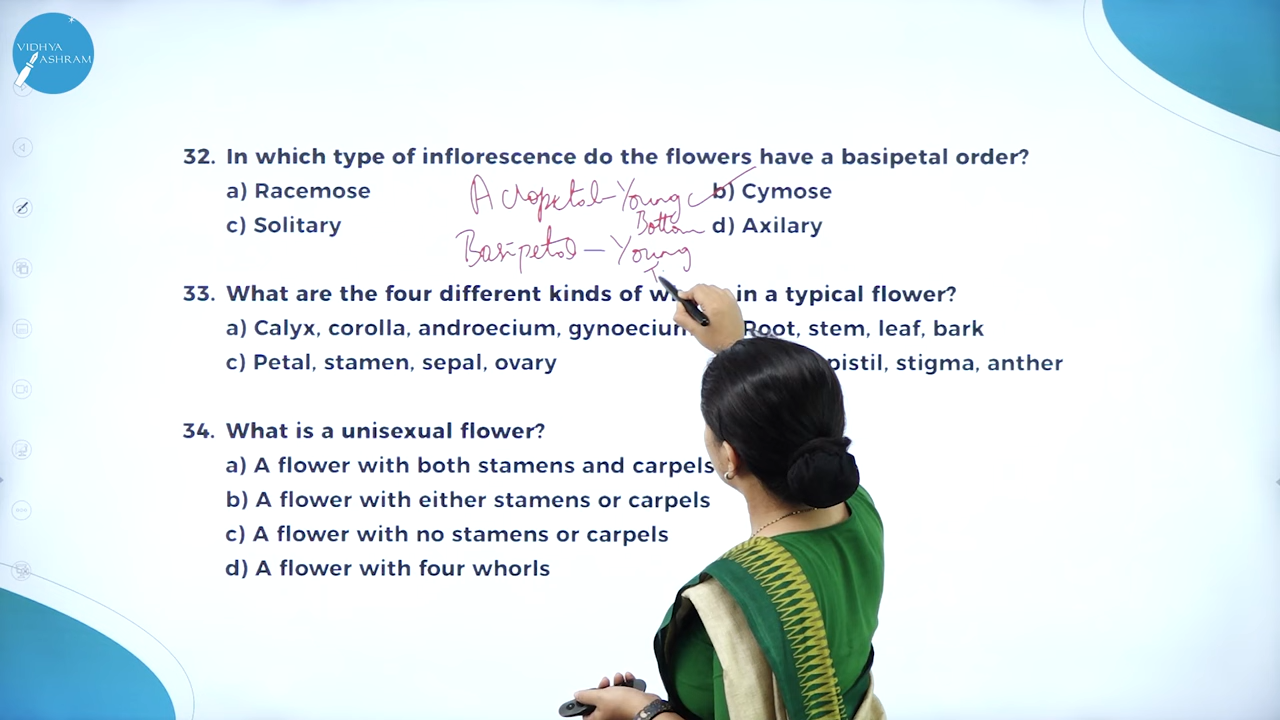 VIDHYA
ASHRAM
32. In which type of inflorescence do the flowers have a basipetal order?
a) Racemose
b) Cymose
c) Solitary
d) Axilary
Acropetal - Young
Bottom
Basipetal - Young
33. What are the four different kinds of in a typical flower?
a) Calyx, corolla, androecium, gynoecium
Root, stem, leaf, bark
c) Petal, stamen, sepal, ovary
pistil, stigma, anther
34. What is a unisexual flower?
a) A flower with both stamens and carpels
b) A flower with either stamens or carpels
c) A flower with no stamens or carpels
d) A flower with four whorls